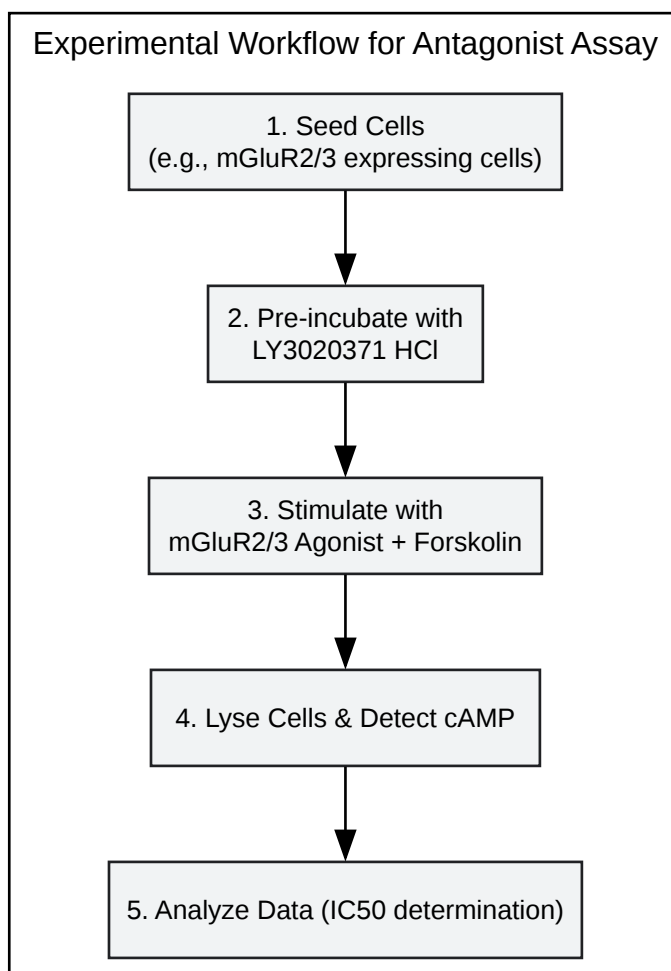 Experimental Workflow for Antagonist Assay
1. Seed Cells
(e.g., mGluR2/3 expressing cells)
2. Pre-incubate with
LY3020371 HCl
3. Stimulate with
mGluR2/3 Agonist + Forskolin
4. Lyse Cells & Detect cAMP
5. Analyze Data (IC50 determination)